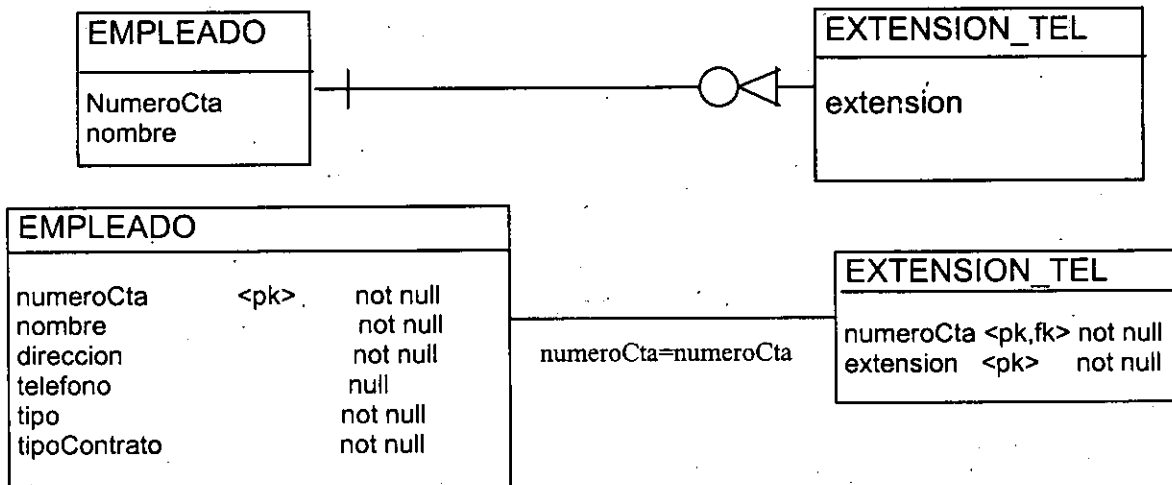 EMPLEADO
NumeroCta
nombre
EXTENSION_TEL
extension
EMPLEADO
numeroCta <pk> not null
nombre not null
direccion not null
telefono null
tipo not null
tipoContrato not null
numeroCta=numeroCta
EXTENSION_TEL
numeroCta <pk,fk> not null
extension <pk> not null